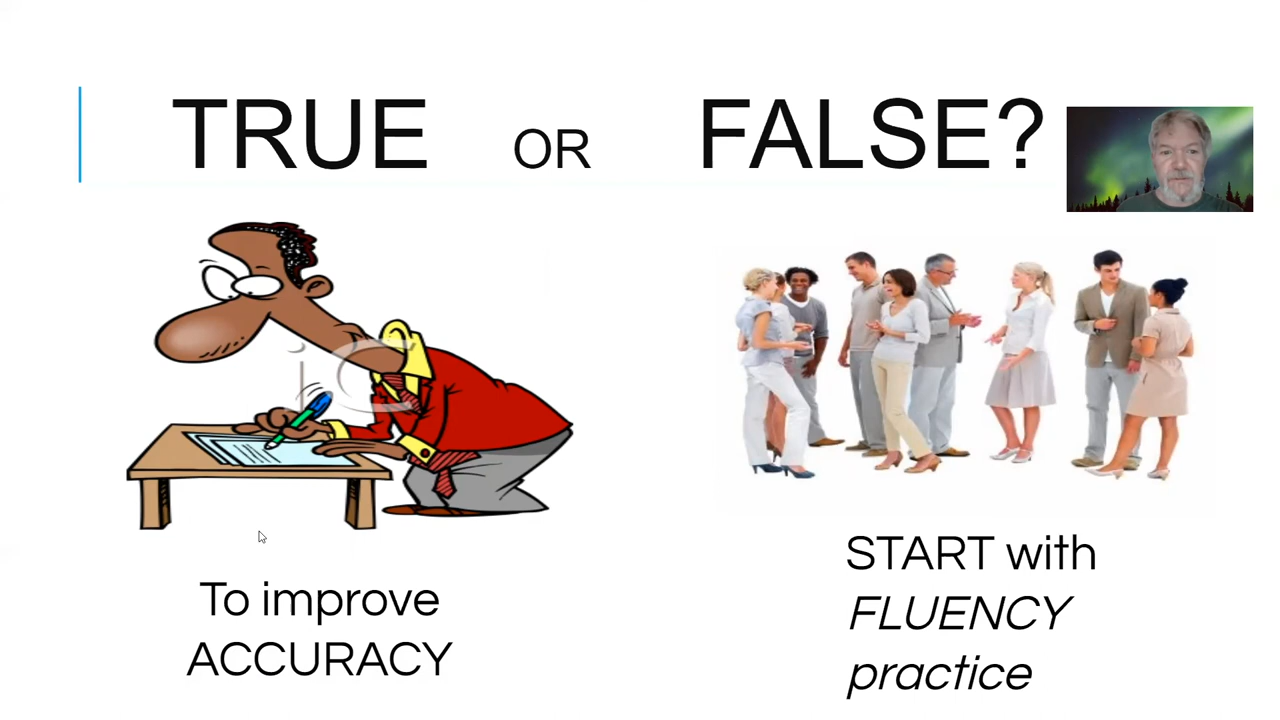 TRUE OR FALSE?
To improve
ACCURACY
START with
FLUENCY
practice